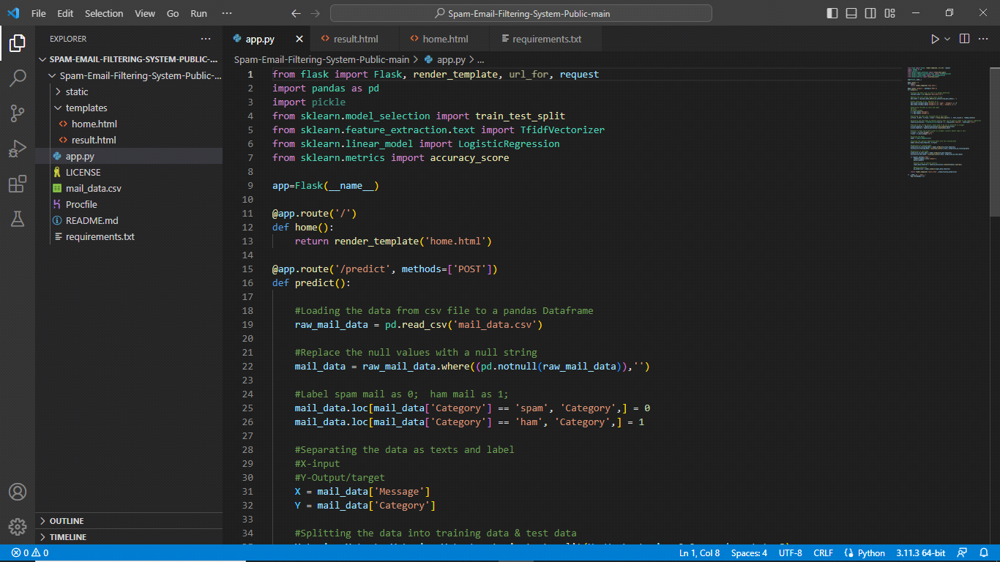 File Edit Selection View Go Run ···
Spam-Email-Filtering-System-Public-main
EXPLORER
SPAM-EMAIL-FILTERING-SYSTEM-PUBLIC-...
Spam-Email-Filtering-System-Public-...
static
templates
home.html
result.html
app.py
LICENSE
mail_data.csv
Procfile
README.md
requirements.txt
OUTLINE
TIMELINE
app.py result.html home.html requirements.txt
Spam-Email-Filtering-System-Public-main > app.py > ...
1 from flask import Flask, render_template, url_for, request
2 import pandas as pd
3 import pickle
4 from sklearn.model_selection import train_test_split
5 from sklearn.feature_extraction.text import TfidfVectorizer
6 from sklearn.linear_model import LogisticRegression
7 from sklearn.metrics import accuracy_score
8
9 app=Flask(__name__)
10
11 @app.route('/')
12 def home():
13 return render_template('home.html')
14
15 @app.route('/predict', methods=['POST'])
16 def predict():
17
18 #Loading the data from csv file to a pandas Dataframe
19 raw_mail_data = pd.read_csv('mail_data.csv')
20
21 #Replace the null values with a null string
22 mail_data = raw_mail_data.where((pd.notnull(raw_mail_data)),'')
23
24 #Label spam mail as 0;  ham mail as 1;
25 mail_data.loc[mail_data['Category'] == 'spam', 'Category',] = 0
26 mail_data.loc[mail_data['Category'] == 'ham', 'Category',] = 1
27
28 #Separating the data as texts and label
29 #X-input
30 #Y-Output/target
31 X = mail_data['Message']
32 Y = mail_data['Category']
33
34 #Splitting the data into training data & test data
0 0 Ln 1, Col 8 Spaces: 4 UTF-8 CRLF Python 3.11.3 64-bit